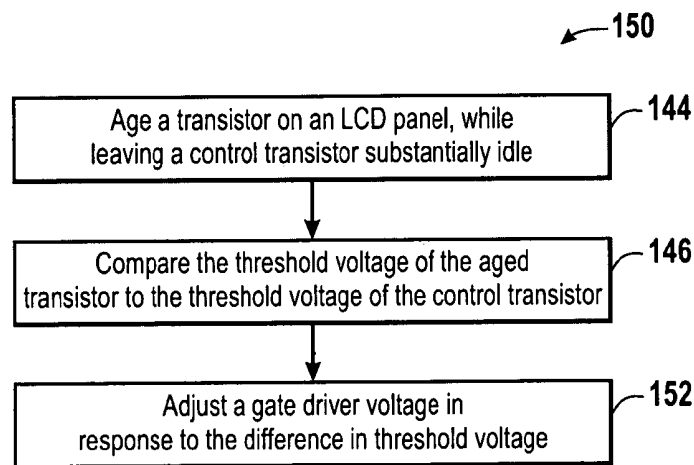 150
Age a transistor on an LCD panel, while
leaving a control transistor substantially idle
144
Compare the threshold voltage of the aged
transistor to the threshold voltage of the control transistor
146
Adjust a gate driver voltage in
response to the difference in threshold voltage
152